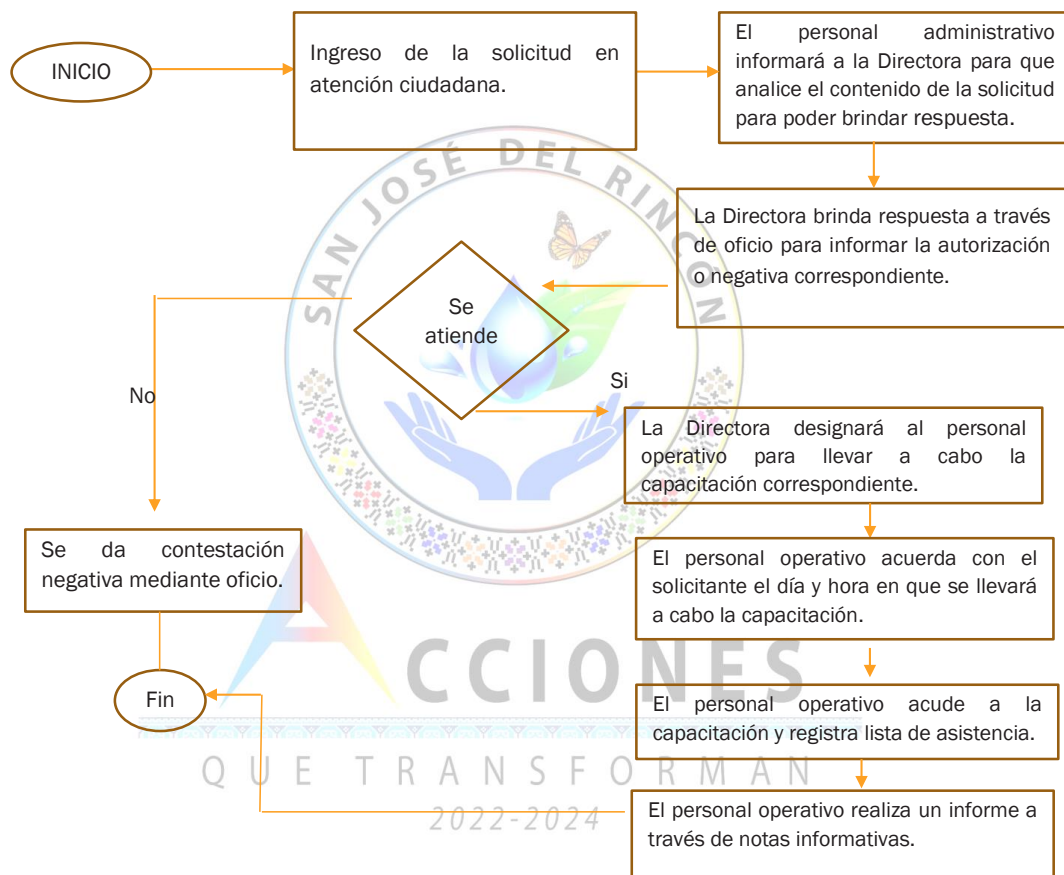 INICIO
Ingreso de la solicitud en
atención ciudadana.
El personal administrativo
informará a la Directora para que
analice el contenido de la solicitud
para poder brindar respuesta.
SAN JOSÉ DEL RINCÓN
La Directora brinda respuesta a través
de oficio para informar la autorización
o negativa correspondiente.
Se
atiende
No
Si
La Directora designará al personal
operativo para llevar a cabo la
capacitación correspondiente.
Se da contestación
negativa mediante oficio.
El personal operativo acuerda con el
solicitante el día y hora en que se llevará
a cabo la capacitación.
Fin
ACCIONES
El personal operativo acude a la
capacitación y registra lista de asistencia.
QUE TRANSFORMAN
2022-2024
El personal operativo realiza un informe a
través de notas informativas.